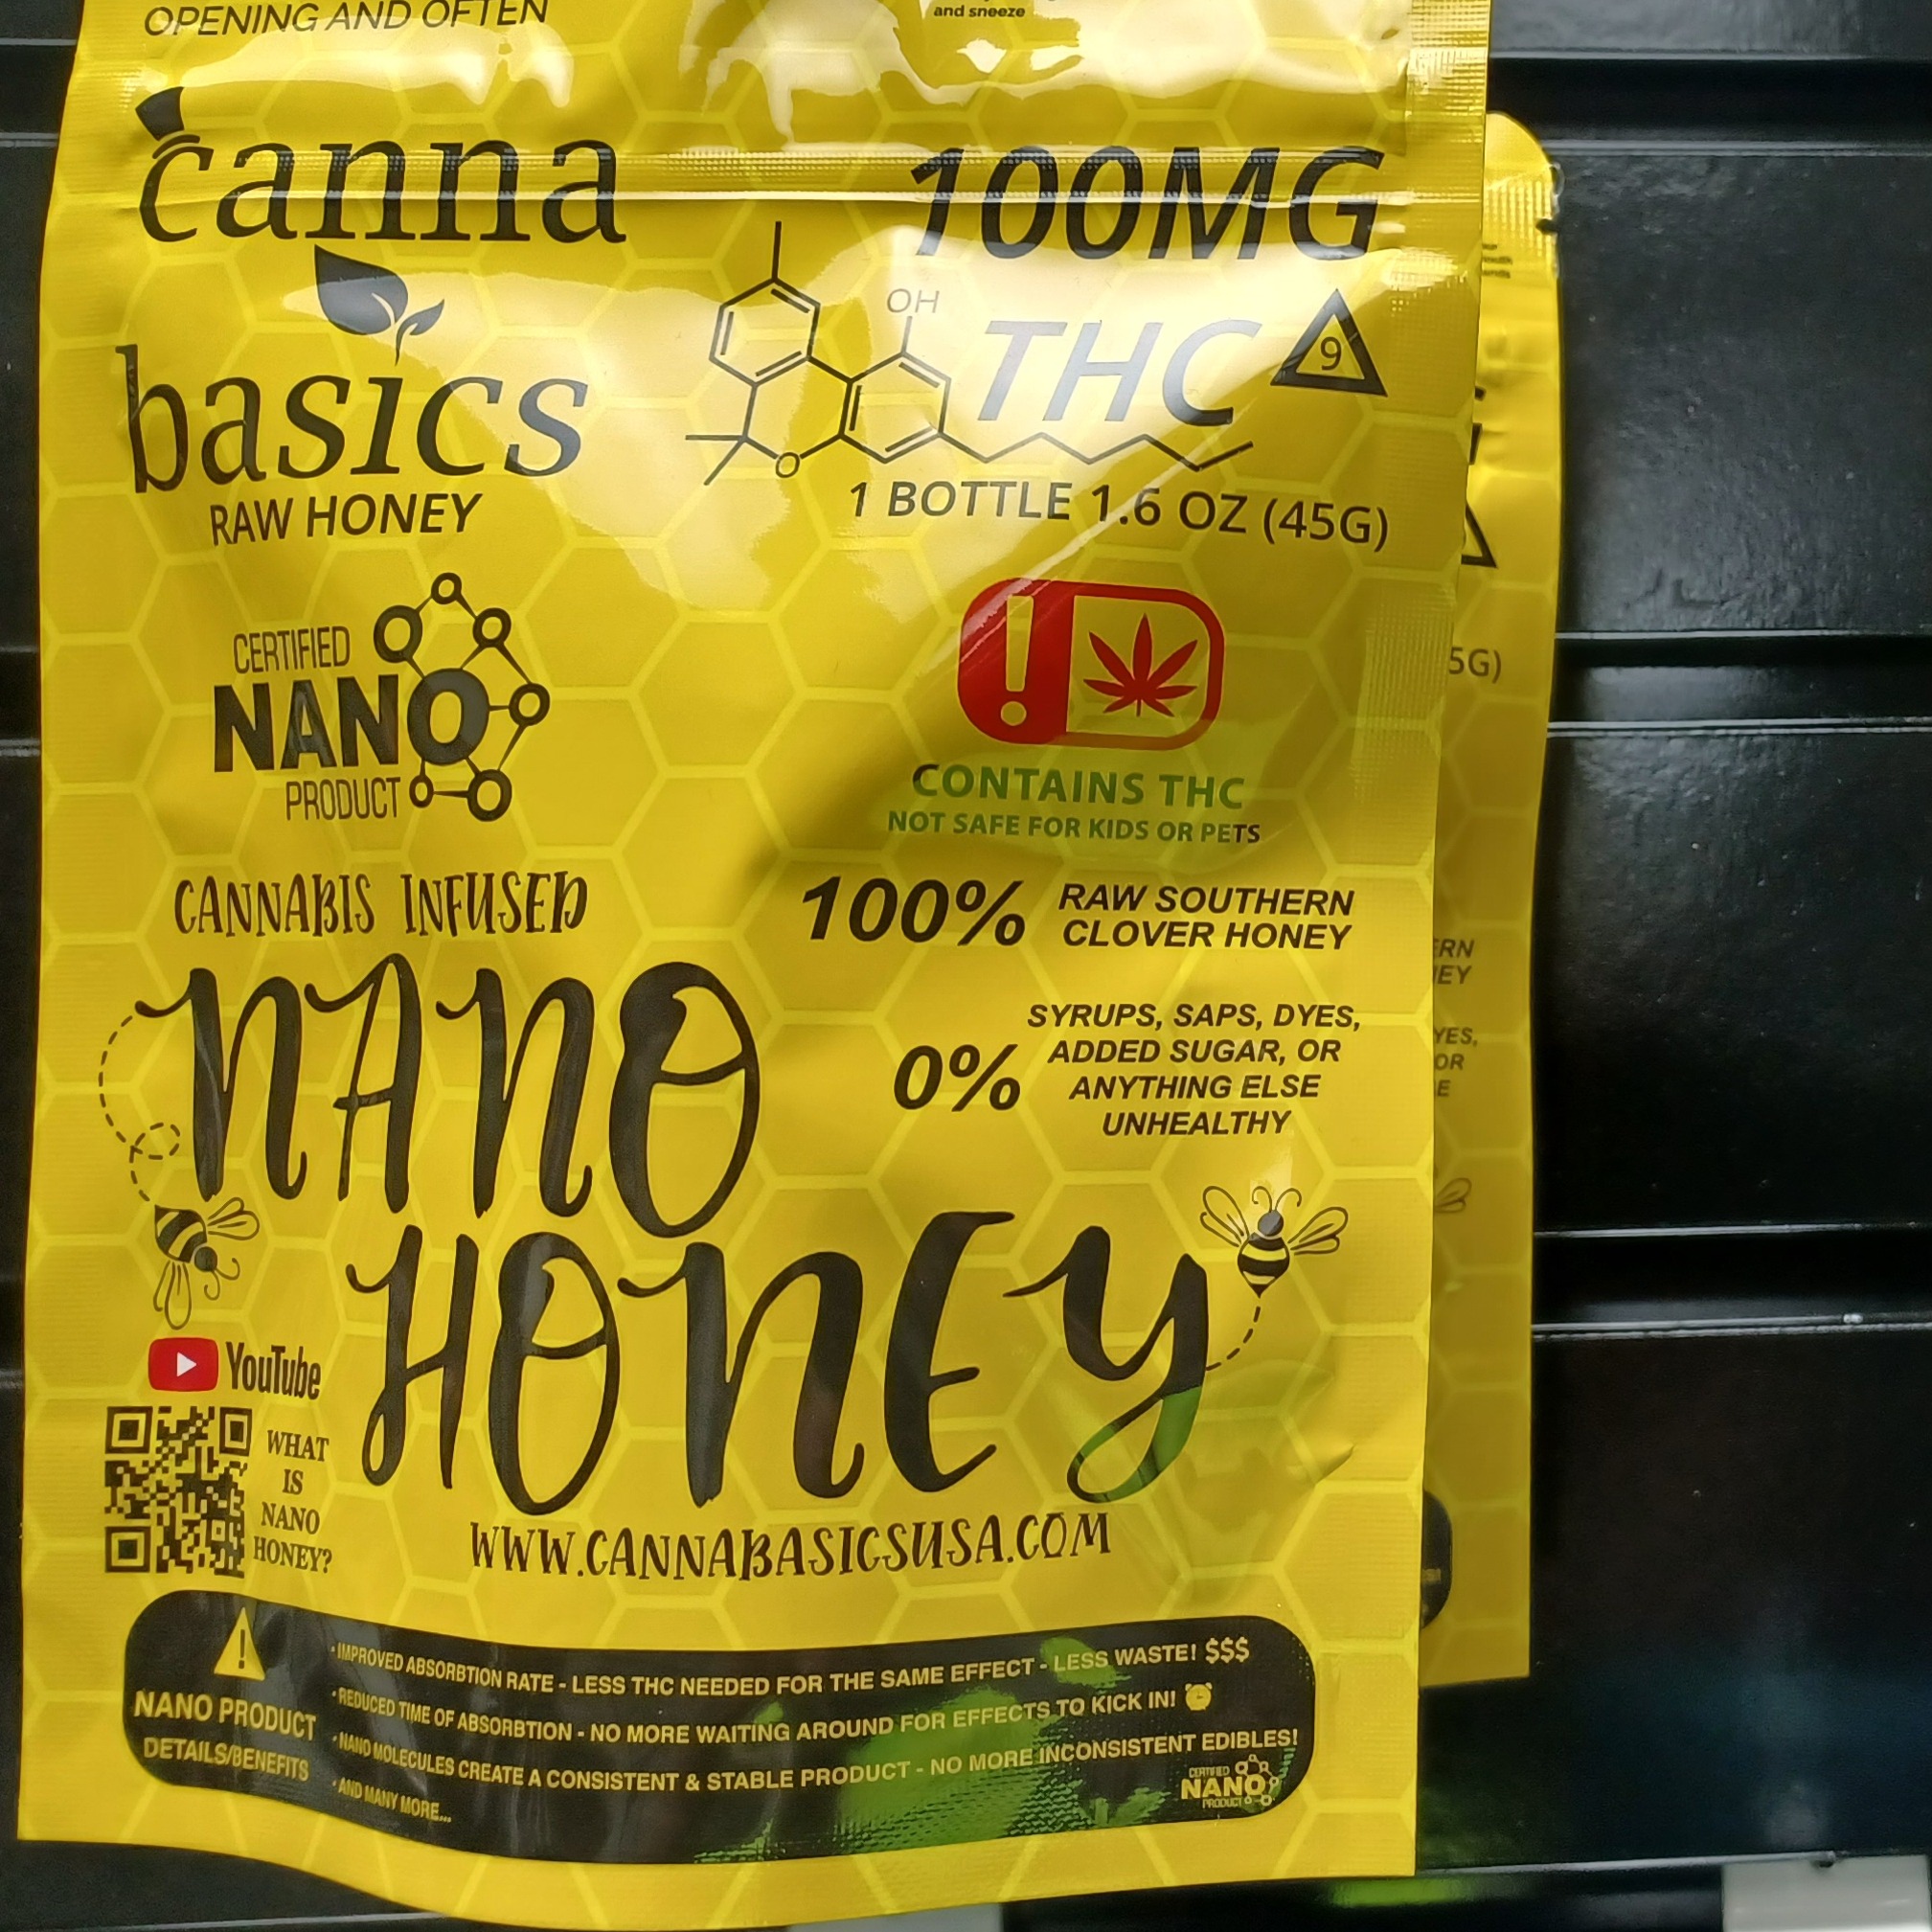 OPENING AND OFTEN
and sneeze
canna
basics
RAW HONEY
100MG
OH
THC
9
O
1 BOTTLE 1.6 OZ (45G)
CERTIFIED
NANO
PRODUCT
!
CONTAINS THC
NOT SAFE FOR KIDS OR PETS
CANNABIS INFUSED
NANO
HONEY
100% RAW SOUTHERN
CLOVER HONEY
0% SYRUPS, SAPS, DYES,
ADDED SUGAR, OR
ANYTHING ELSE
UNHEALTHY
YouTube
WHAT
IS
NANO
HONEY?
WWW.CANNABASICSUSA.COM
!
NANO PRODUCT
DETAILS/BENEFITS
· IMPROVED ABSORBTION RATE - LESS THC NEEDED FOR THE SAME EFFECT - LESS WASTE! $$$
· REDUCED TIME OF ABSORBTION - NO MORE WAITING AROUND FOR EFFECTS TO KICK IN!
· NANO MOLECULES CREATE A CONSISTENT & STABLE PRODUCT - NO MORE INCONSISTENT EDIBLES!
· AND MANY MORE...
CERTIFIED
NANO
PRODUCT
5G)
ERN
EY
YES,
OR
E